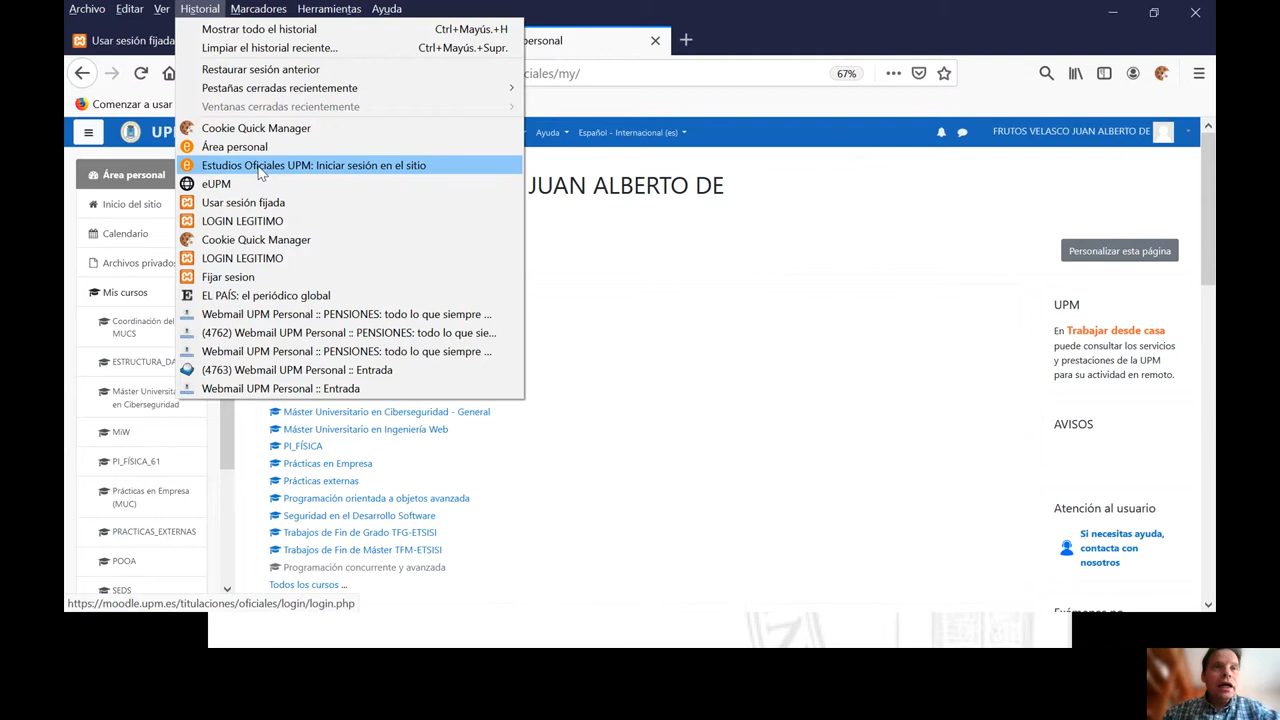 Archivo Editar Ver Historial Marcadores Herramientas Ayuda
Usar sesión fijada
personal
Mostrar todo el historial Ctrl+Mayús.+H
Limpiar el historial reciente... Ctrl+Mayús.+Supr.
Restaurar sesión anterior
Pestañas cerradas recientemente
Ventanas cerradas recientemente
Cookie Quick Manager
Área personal
Estudios Oficiales UPM: Iniciar sesión en el sitio
eUPM
Usar sesión fijada
LOGIN LEGITIMO
Cookie Quick Manager
LOGIN LEGITIMO
Fijar sesion
EL PAÍS: el periódico global
Webmail UPM Personal :: PENSIONES: todo lo que siempre ...
(4762) Webmail UPM Personal :: PENSIONES: todo lo que sie...
Webmail UPM Personal :: PENSIONES: todo lo que siempre ...
(4763) Webmail UPM Personal :: Entrada
Webmail UPM Personal :: Entrada
ciales/my/ 67%
Comenzar a usar
UP
Ayuda Español - Internacional (es)
FRUTOS VELASCO JUAN ALBERTO DE
Área personal
Inicio del sitio
Calendario
Archivos privado
Mis cursos
Coordinación del
MUCS
ESTRUCTURA_DA
Máster Universita
en Ciberseguridad
MiW
PI_FÍSICA_61
Prácticas en Empresa
(MUC)
PRACTICAS_EXTERNAS
POOA
SEDS
JUAN ALBERTO DE
Personalizar esta página
Máster Universitario en Ciberseguridad - General
Máster Universitario en Ingeniería Web
PI_FÍSICA
Prácticas en Empresa
Prácticas externas
Programación orientada a objetos avanzada
Seguridad en el Desarrollo Software
Trabajos de Fin de Grado TFG-ETSISI
Trabajos de Fin de Máster TFM-ETSISI
Programación concurrente y avanzada
Todos los cursos ...
UPM
En Trabajar desde casa
puede consultar los servicios
y prestaciones de la UPM
para su actividad en remoto.
AVISOS
Atención al usuario
Si necesitas ayuda,
contacta con
nosotros
https://moodle.upm.es/titulaciones/oficiales/login/login.php